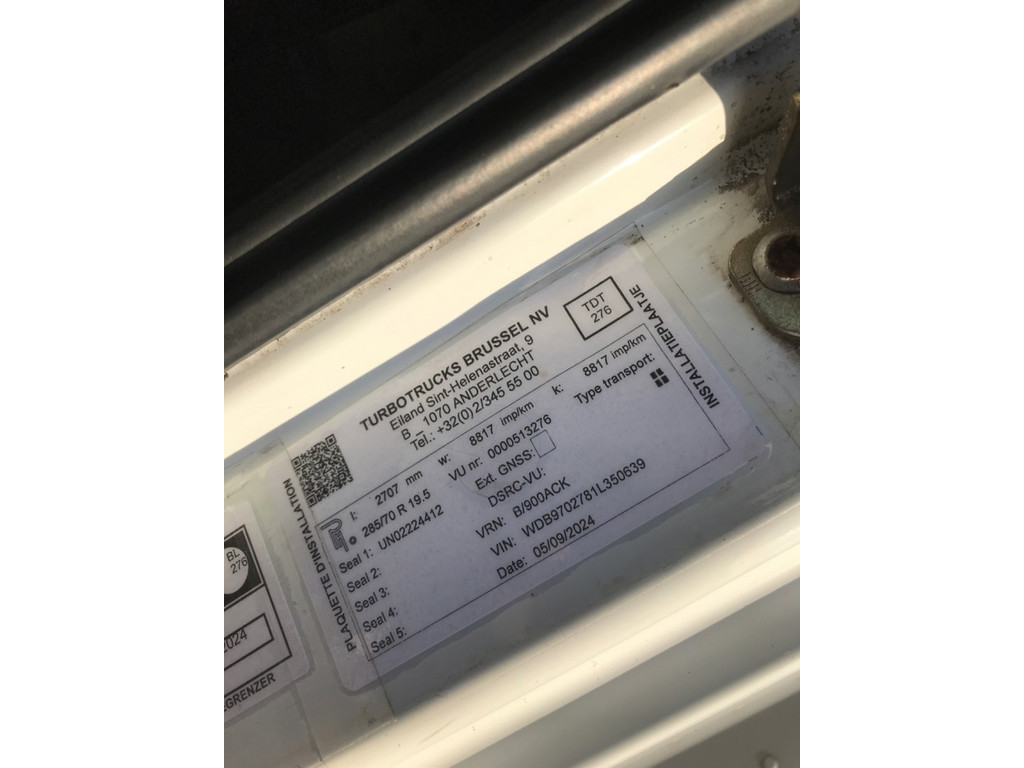 TURBOTRUCKS BRUSSEL NV
Eiland Sint-Helenastraat, 9
B _ 1070 ANDERLECHT
Tel.: +32(0)2/345 55 00
TDT
276
l: 2707 mm w: 8817 imp/km k: 8817 imp/km
285/70 R 19.5 VU nr: 0000513276 Type transport:
Seal 1: UN02224412 Ext. GNSS:
Seal 2: DSRC-VU:
Seal 3: VRN: B/900ACK
Seal 4: VIN: WDB9702781L350639
Seal 5: Date: 05/09/2024
PLAQUETTE D'INSTALLATION
INSTALLATIEPLAATJE
BL
276
2024
EGRENZER